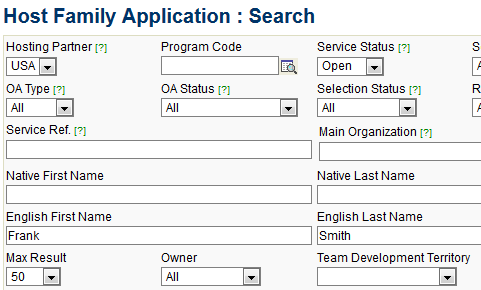 Host Family Application : Search
Hosting Partner [?] Program Code Service Status [?] S
USA Open A
OA Type [?] OA Status [?] Selection Status [?] R
All All All A
Service Ref. [?] Main Organization [?]
Native First Name Native Last Name
English First Name English Last Name
Frank Smith
Max Result Owner Team Development Territory
50 All